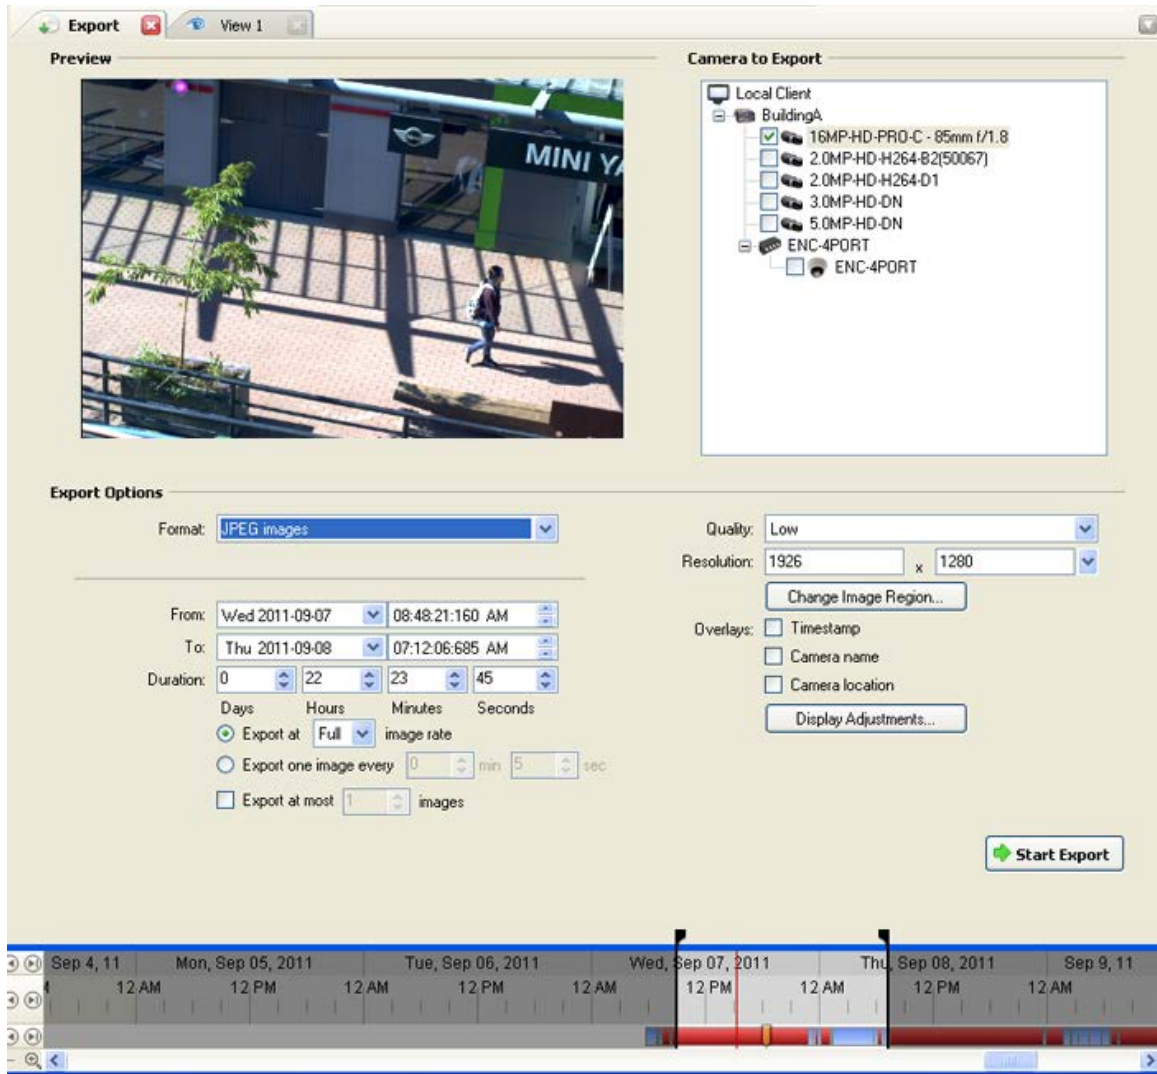 Export
View 1
Preview
MINI YA
Camera to Export
Local Client
BuildingA
16MP-HD-PRO-C - 85mm f/1.8
2.0MP-HD-H264-B2(50067)
2.0MP-HD-H264-D1
3.0MP-HD-DN
5.0MP-HD-DN
ENC-4PORT
ENC-4PORT
Export Options
Format: JPEG images
Quality: Low
Resolution: 1926 x 1280
Change Image Region...
From: Wed 2011-09-07 08:48:21:160 AM
To: Thu 2011-09-08 07:12:06:685 AM
Duration: 0 22 23 45
Days Hours Minutes Seconds
Overlays: Timestamp
Camera name
Camera location
Display Adjustments...
Export at Full image rate
Export one image every 0 min 5 sec
Export at most 1 images
Start Export
Sep 4, 11 Mon, Sep 05, 2011 Tue, Sep 06, 2011 Wed, Sep 07, 2011 Thu, Sep 08, 2011 Sep 9, 11
12 AM 12 PM 12 AM 12 PM 12 AM 12 PM 12 AM 12 PM 12 AM